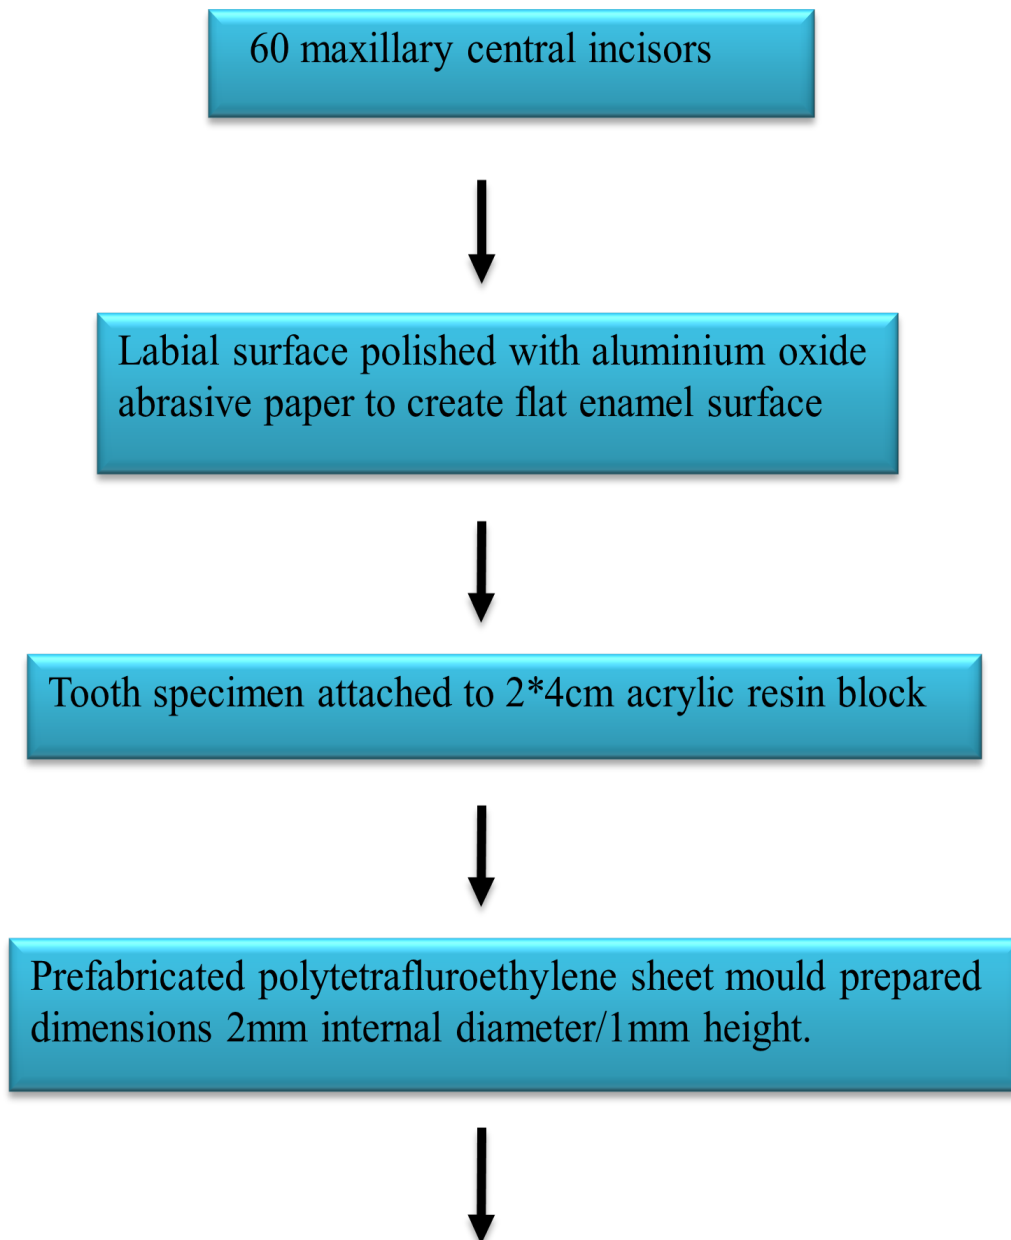 60 maxillary central incisors
Labial surface polished with aluminium oxide
abrasive paper to create flat enamel surface
Tooth specimen attached to 2*4cm acrylic resin block
Prefabricated polytetrafluroethylene sheet mould prepared
dimensions 2mm internal diameter/1mm height.